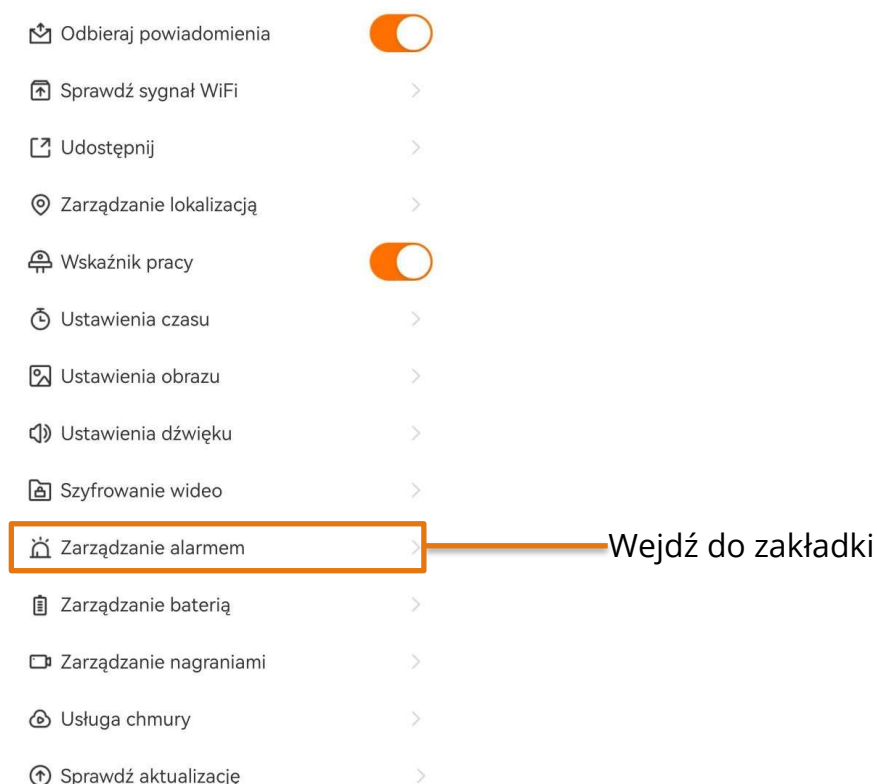 Odbieraj powiadomienia
Sprawdź sygnał WiFi
Udostępnij
Zarządzanie lokalizacją
Wskaźnik pracy
Ustawienia czasu
Ustawienia obrazu
Ustawienia dźwięku
Szyfrowanie wideo
Zarządzanie alarmem
Wejdź do zakładki
Zarządzanie baterią
Zarządzanie nagraniami
Usługa chmury
Sprawdź aktualizację